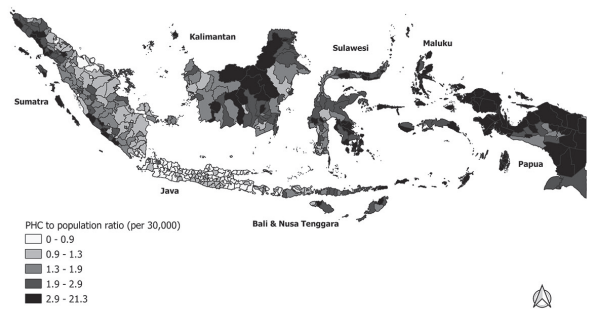 Kalimantan
Sulawesi
Maluku
Sumatra
Papua
Java
Bali & Nusa Tenggara
PHC to population ratio (per 30,000)
0 - 0.9
0.9 - 1.3
1.3 - 1.9
1.9 - 2.9
2.9 - 21.3